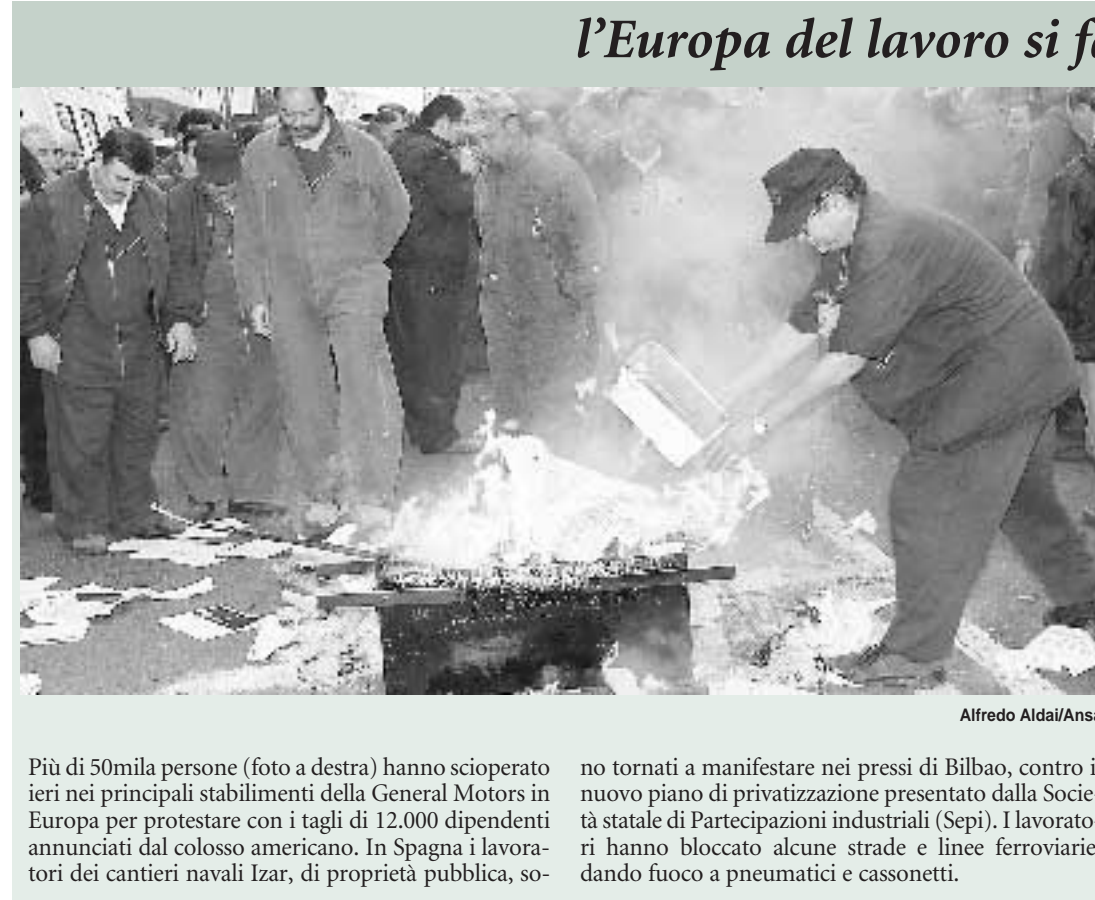 l’Europa del lavoro si
Alfredo Aldai/Ansa
Più di 50mila persone (foto a destra) hanno scioperato
ieri nei principali stabilimenti della General Motors in
Europa per protestare con i tagli di 12.000 dipendenti
annunciati dal colosso americano. In Spagna i lavora-
tori dei cantieri navali Izar, di proprietà pubblica, so-
no tornati a manifestare nei pressi di Bilbao, contro i
nuovo piano di privatizzazione presentato dalla Socie-
tà statale di Partecipazioni industriali (Sepi). I lavorato-
ri hanno bloccato alcune strade e linee ferroviarie
dando fuoco a pneumatici e cassonetti.